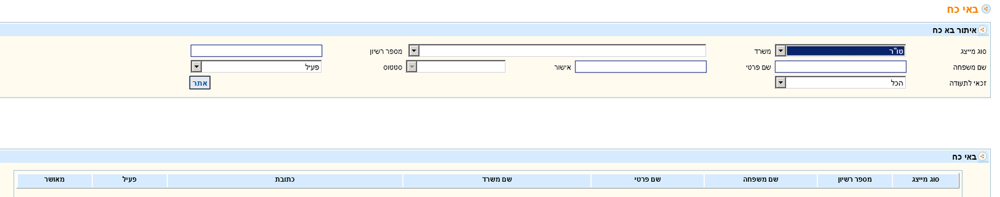 באי כח
איתור בא כח
סוג מייצג טו"ר משרד מספר רשיון
שם משפחה שם פרטי אישור סטטוס פעיל
זכאי לתעודה הכל אתר
באי כח
סוג מייצג מספר רשיון שם משפחה שם פרטי שם משרד כתובת פעיל מאושר